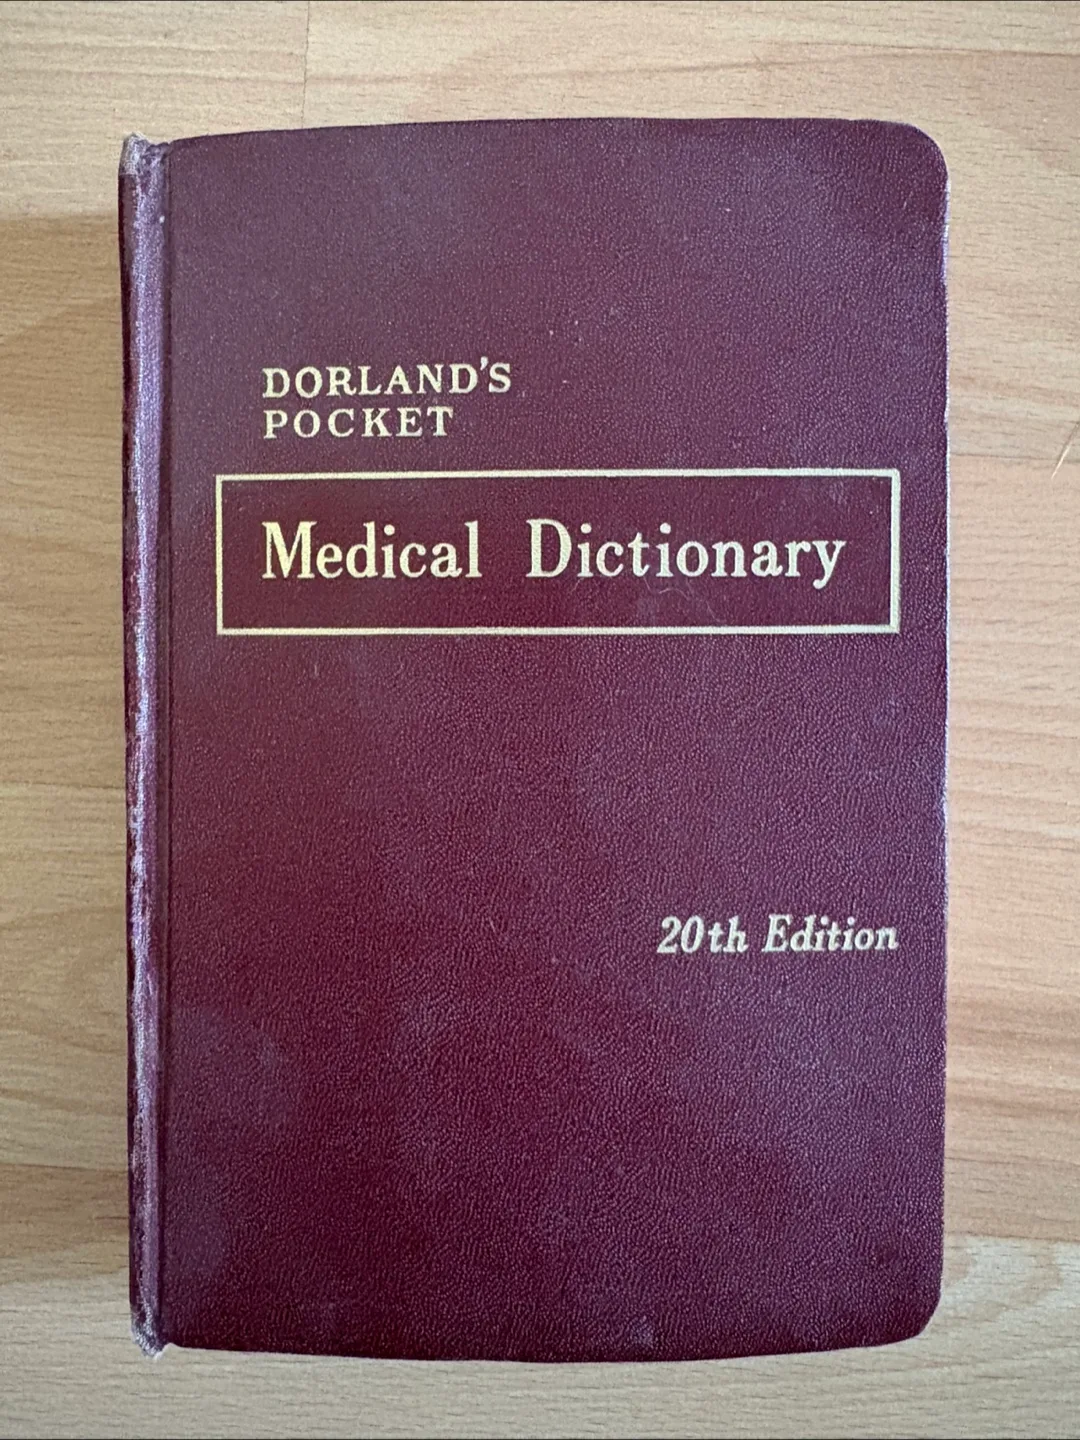 DORLAND'S
POCKET
Medical Dictionary
20th Edition